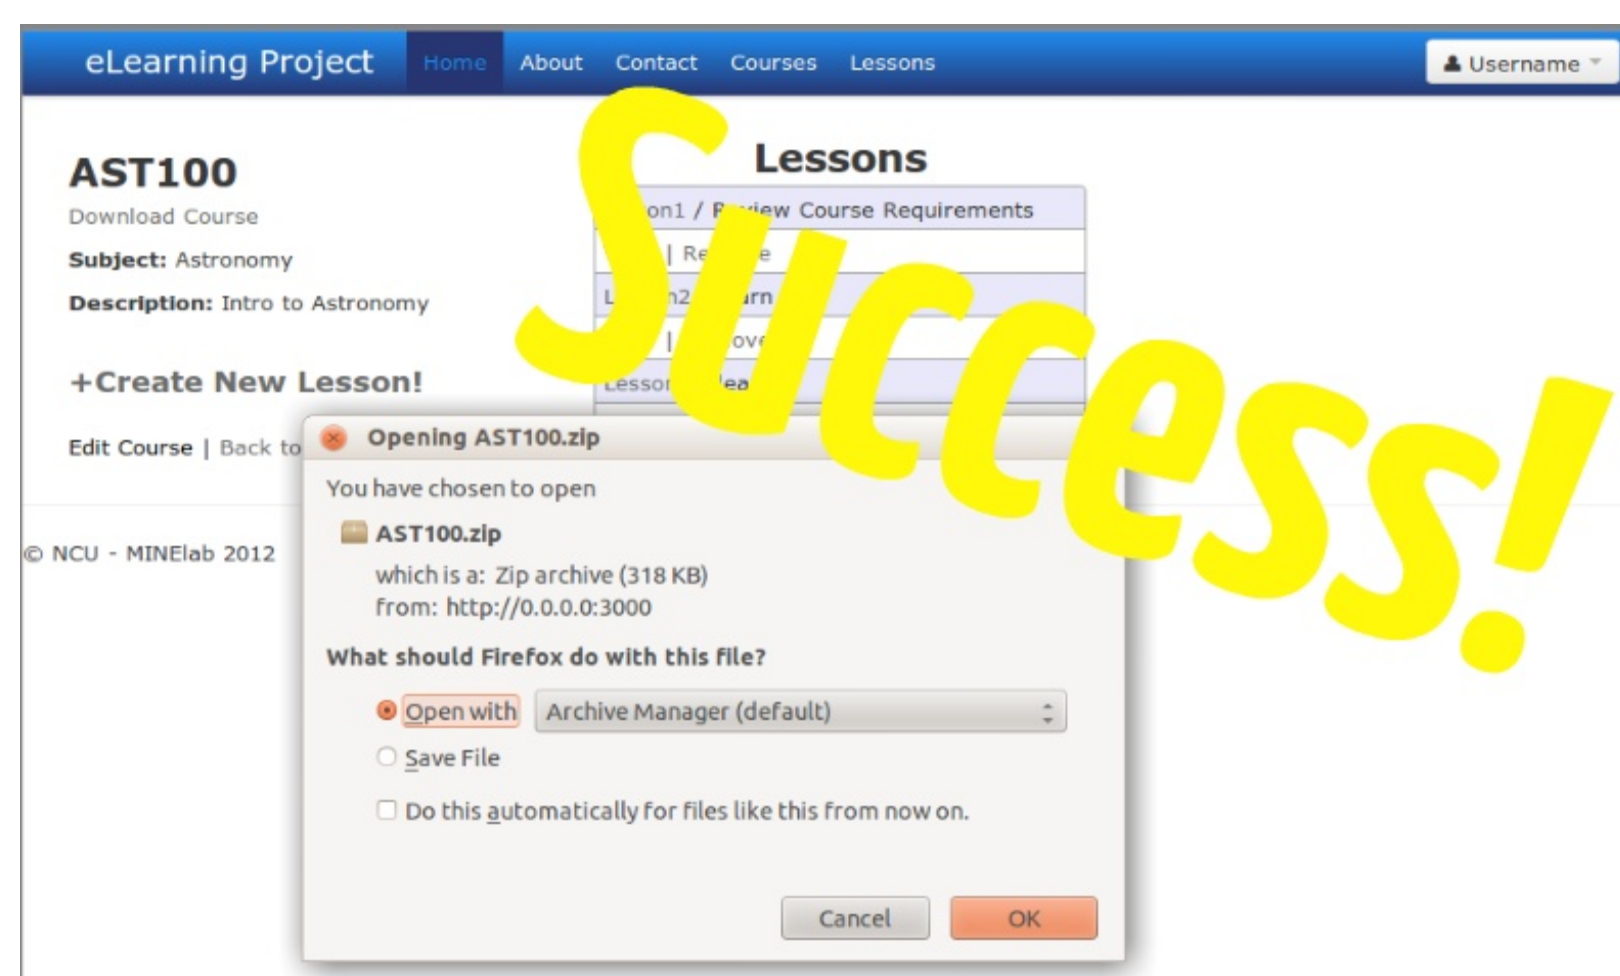 eLearning Project Home About Contact Courses Lessons Username
AST100
Download Course
Subject: Astronomy
Description: Intro to Astronomy
+Create New Lesson!
Edit Course | Back to
© NCU - MINElab 2012
Lessons
/ Review Course Requirements
|
|
Success!
Opening AST100.zip
You have chosen to open
AST100.zip
which is a: Zip archive (318 KB)
from: http://0.0.0.0:3000
What should Firefox do with this file?
Open with Archive Manager (default)
Save File
Do this automatically for files like this from now on.
Cancel OK